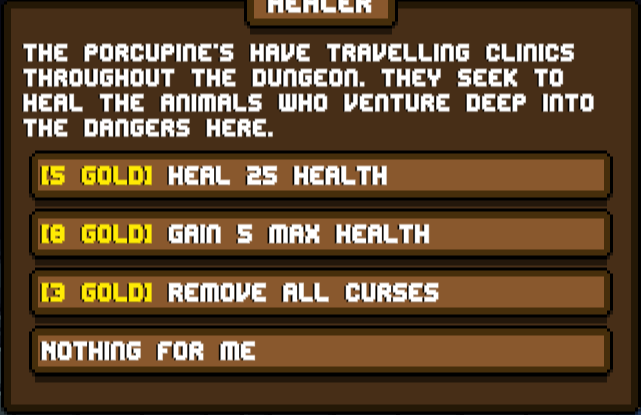 HEALER
THE PORCUPINE'S HAVE TRAVELLING CLINICS
THROUGHOUT THE DUNGEON. THEY SEEK TO
HEAL THE ANIMALS WHO VENTURE DEEP INTO
THE DANGERS HERE.
[5 GOLD] HEAL 25 HEALTH
[8 GOLD] GAIN 5 MAX HEALTH
[3 GOLD] REMOVE ALL CURSES
NOTHING FOR ME